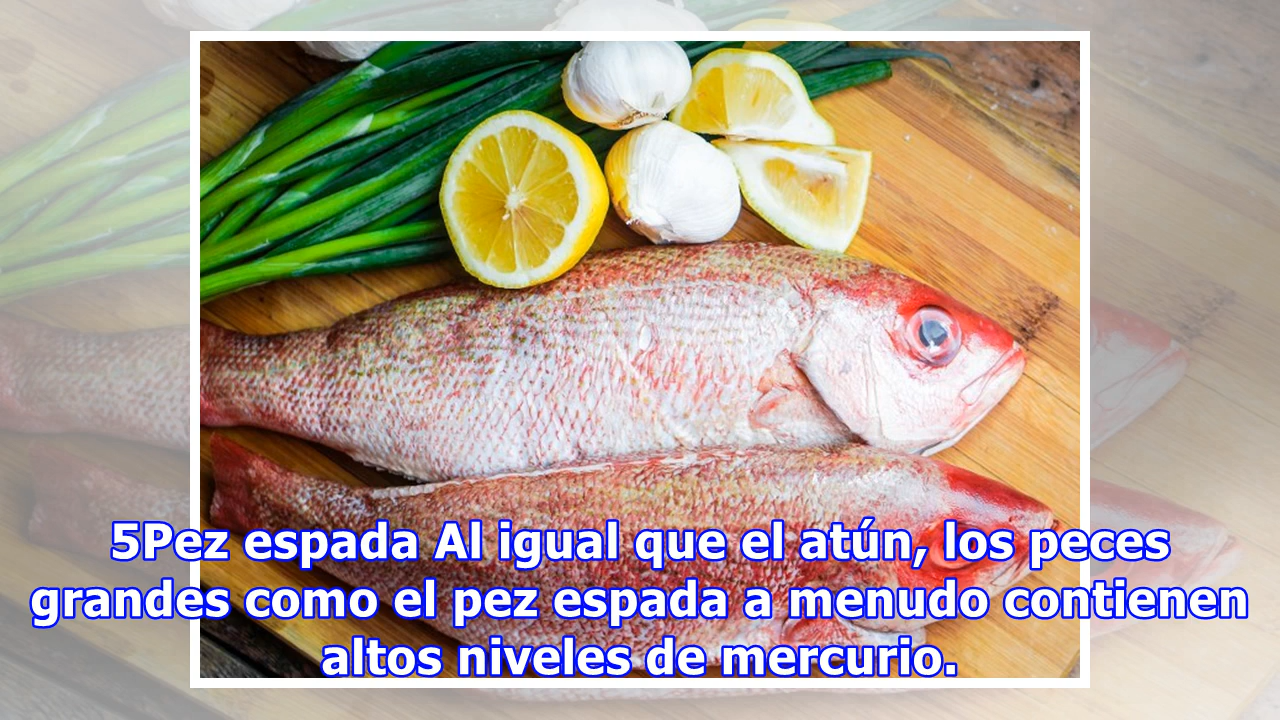 5Pez espada Al igual que el atún, los peces
grandes como el pez espada a menudo contienen
altos niveles de mercurio.